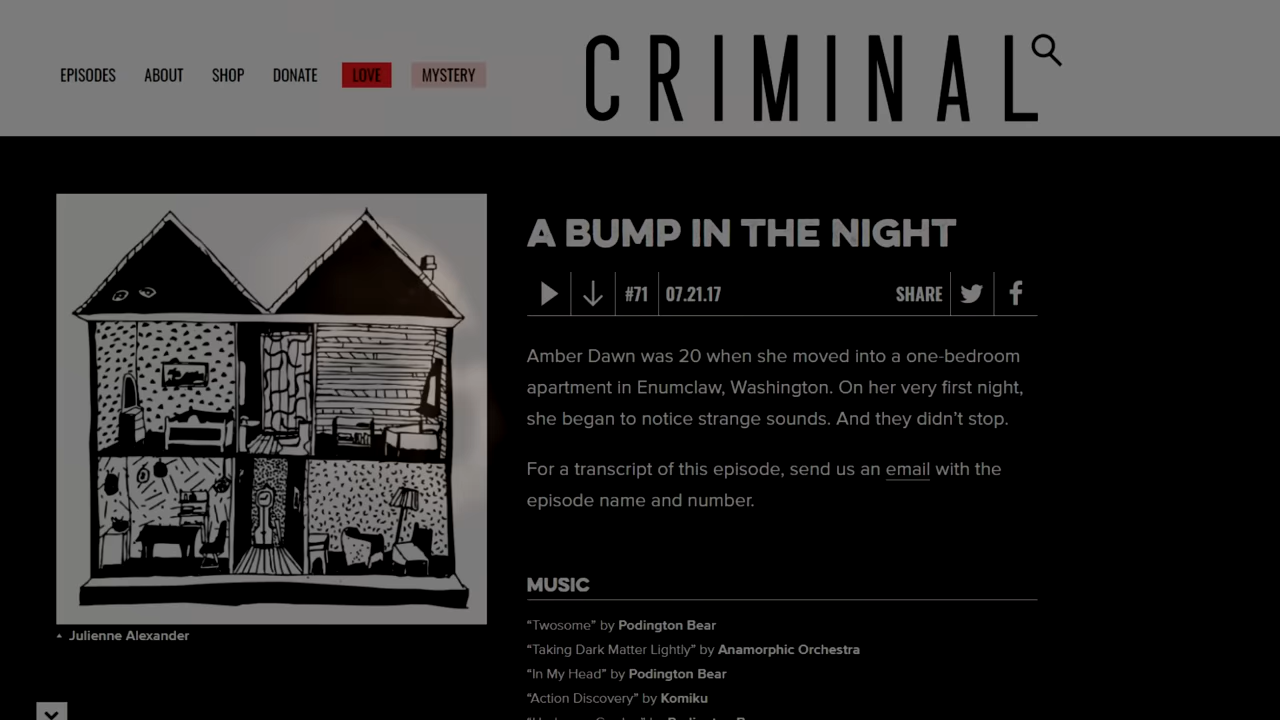 EPISODES ABOUT SHOP DONATE LOVE MYSTERY
CRIMINAL
A BUMP IN THE NIGHT
#71 07.21.17 SHARE
Amber Dawn was 20 when she moved into a one-bedroom
apartment in Enumclaw, Washington. On her very first night,
she began to notice strange sounds. And they didn’t stop.
For a transcript of this episode, send us an email with the
episode name and number.
MUSIC
“Twosome” by Podington Bear
“Taking Dark Matter Lightly” by Anamorphic Orchestra
“In My Head” by Podington Bear
“Action Discovery” by Komiku
Julienne Alexander